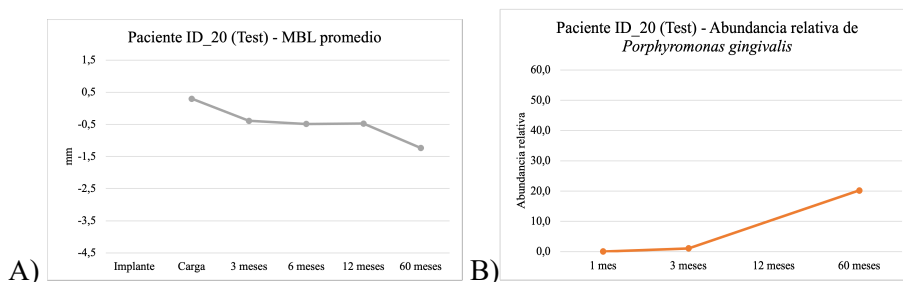 Paciente ID_20 (Test) - MBL promedio
1,5
0,5
-0,5
-1,5
-2,5
-3,5
-4,5
mm
Implante Carga 3 meses 6 meses 12 meses 60 meses
A)
Paciente ID_20 (Test) - Abundancia relativa de
Porphyromonas gingivalis
60,0
50,0
40,0
30,0
20,0
10,0
0,0
Abundancia relativa
1 mes 3 meses 12 meses 60 meses
B)